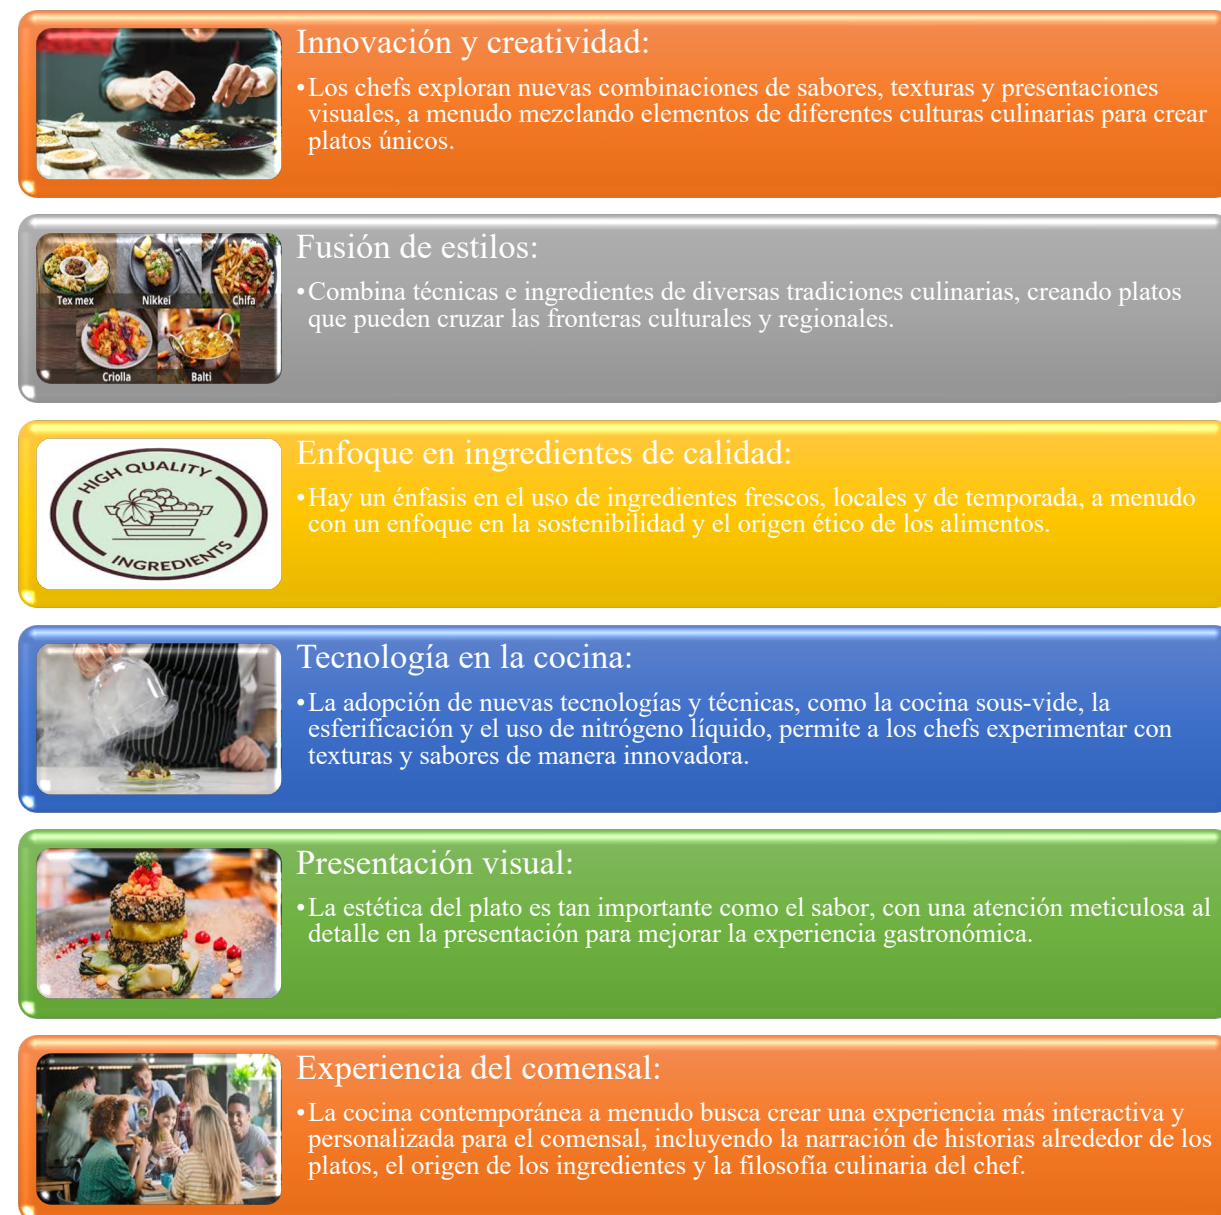 Innovación y creatividad:
•Los chefs exploran nuevas combinaciones de sabores, texturas y presentaciones
visuales, a menudo mezclando elementos de diferentes culturas culinarias para crear
platos únicos.
Fusión de estilos:
•Combina técnicas e ingredientes de diversas tradiciones culinarias, creando platos
que pueden cruzar las fronteras culturales y regionales.
Tex mex Nikkei Chifa
Criolla Balti
Enfoque en ingredientes de calidad:
•Hay un énfasis en el uso de ingredientes frescos, locales y de temporada, a menudo
con un enfoque en la sostenibilidad y el origen ético de los alimentos.
HIGH QUALITY
INGREDIENTS
Tecnología en la cocina:
•La adopción de nuevas tecnologías y técnicas, como la cocina sous-vide, la
esferificación y el uso de nitrógeno líquido, permite a los chefs experimentar con
texturas y sabores de manera innovadora.
Presentación visual:
•La estética del plato es tan importante como el sabor, con una atención meticulosa al
detalle en la presentación para mejorar la experiencia gastronómica.
Experiencia del comensal:
•La cocina contemporánea a menudo busca crear una experiencia más interactiva y
personalizada para el comensal, incluyendo la narración de historias alrededor de los
platos, el origen de los ingredientes y la filosofía culinaria del chef.